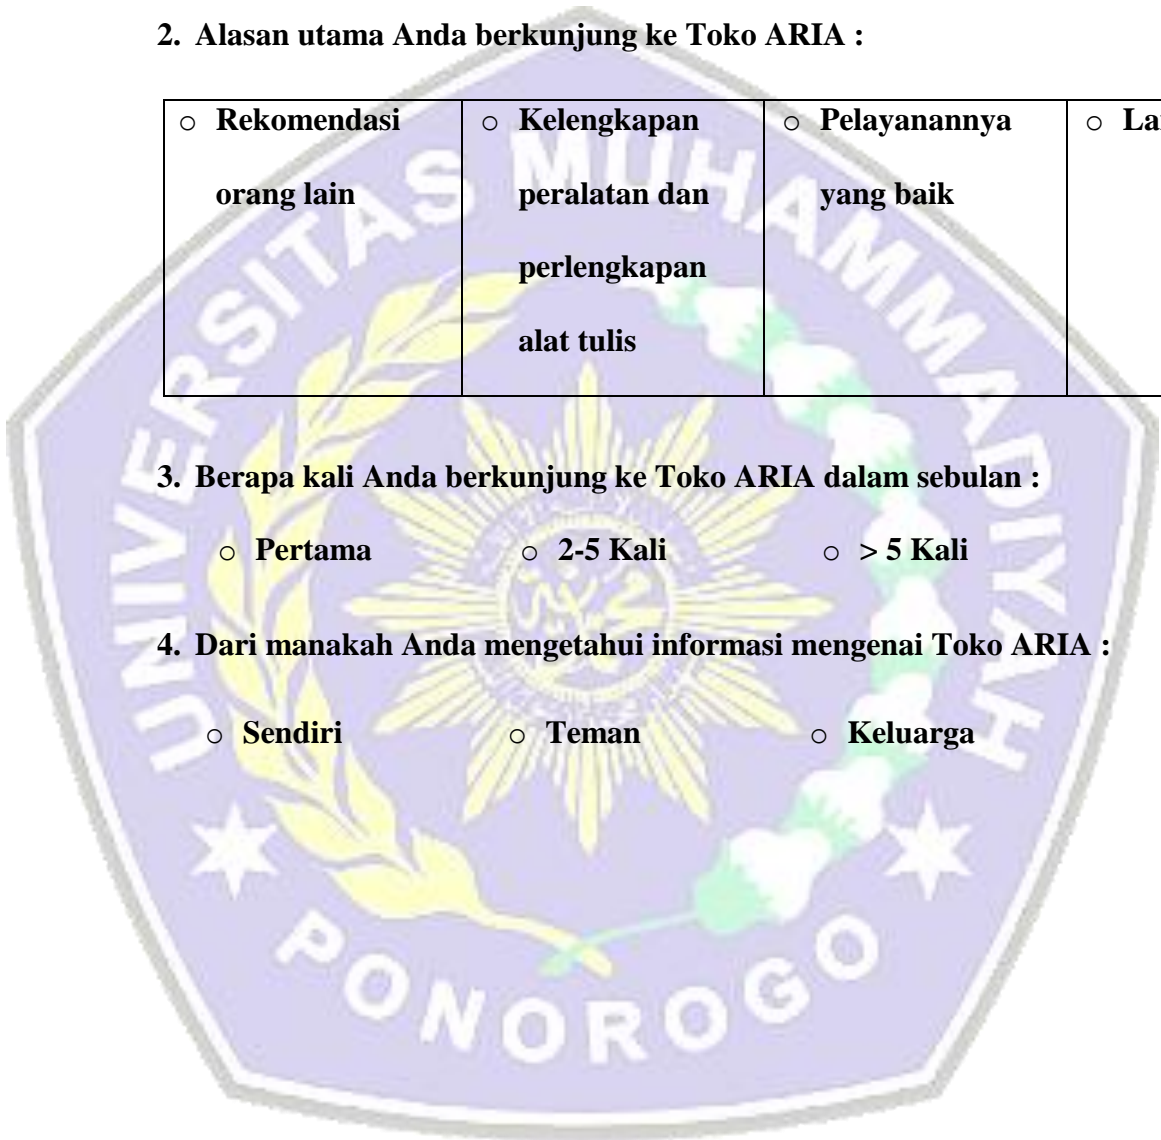 2. Alasan utama Anda berkunjung ke Toko ARIA :
○ Rekomendasi orang lain
○ Kelengkapan peralatan dan perlengkapan alat tulis
○ Pelayanannya yang baik
○
3. Berapa kali Anda berkunjung ke Toko ARIA dalam sebulan :
○ Pertama ○ 2-5 Kali ○ > 5 Kali
4. Dari manakah Anda mengetahui informasi mengenai Toko ARIA :
○ Sendiri ○ Teman ○ Keluarga
UNIVERSITAS MUHAMMADIYAH
PONOROGO